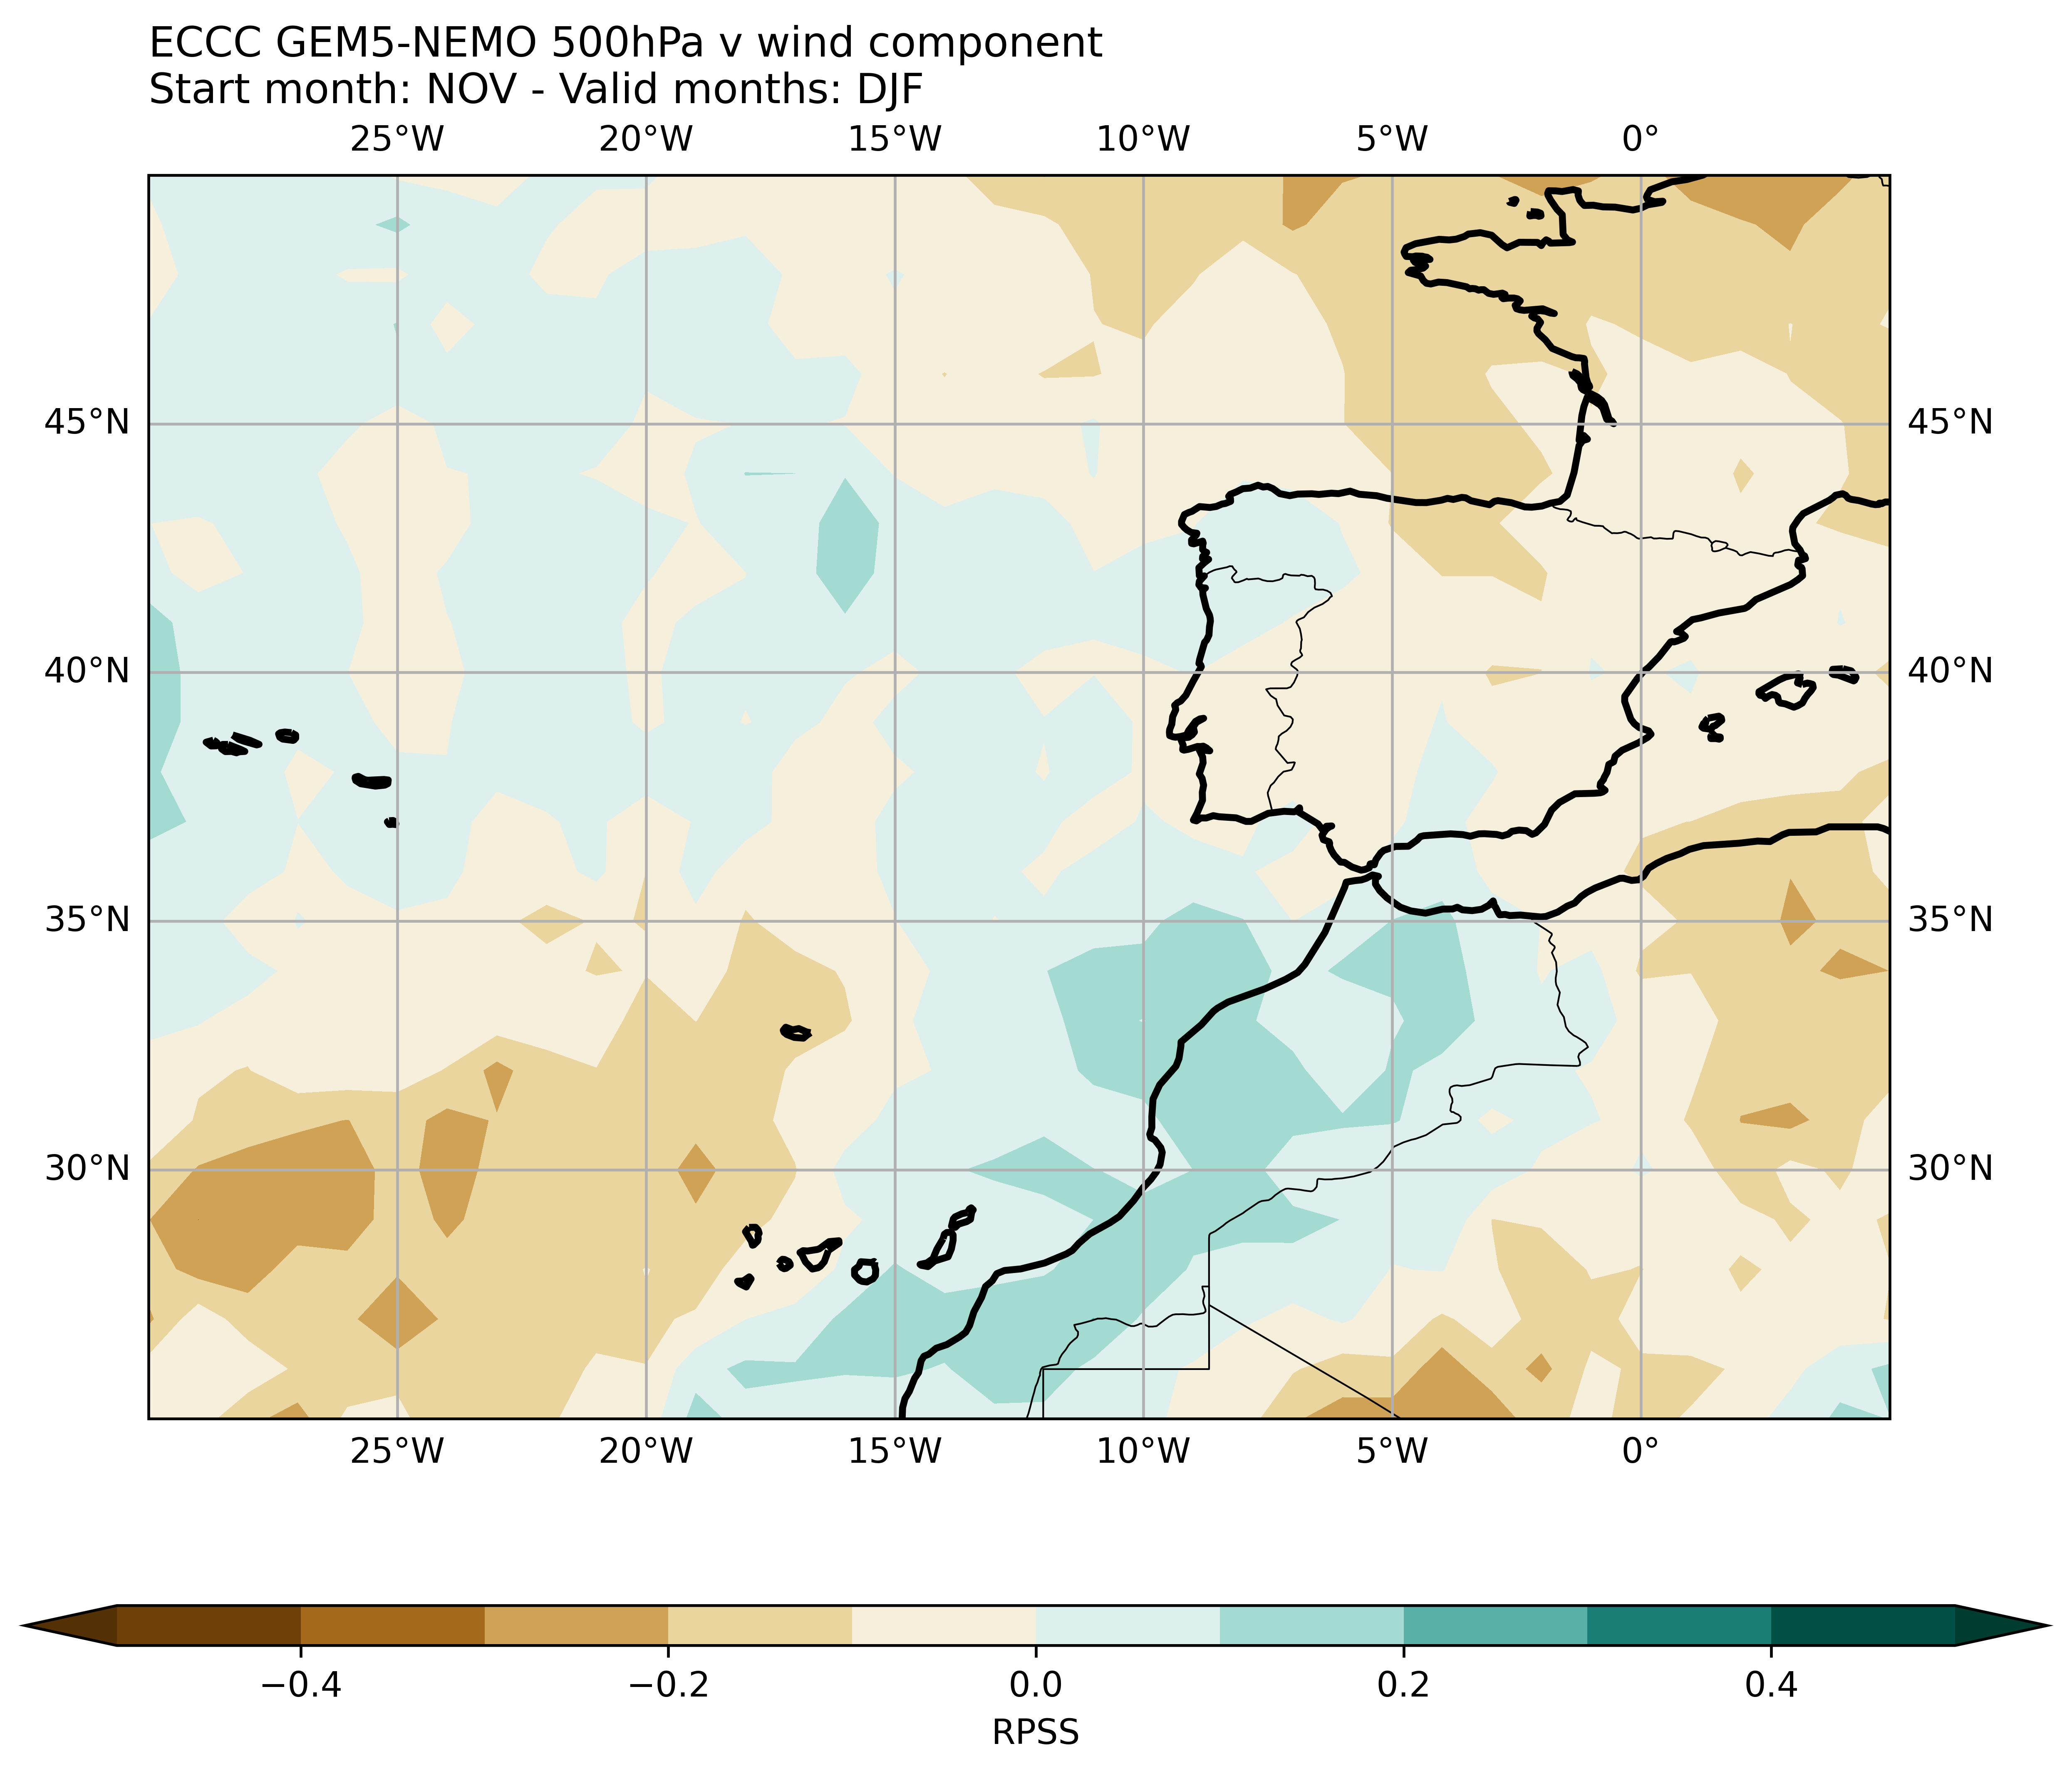 ECCC GEM5-NEMO 500hPa v wind component
Start month: NOV - Valid months: DJF
25°W 20°W 15°W 10°W 5°W 0°
45°N 45°N
40°N 40°N
35°N 35°N
30°N 30°N
25°W 20°W 15°W 10°W 5°W 0°
−0.4 −0.2 0.0 0.2 0.4
RPSS